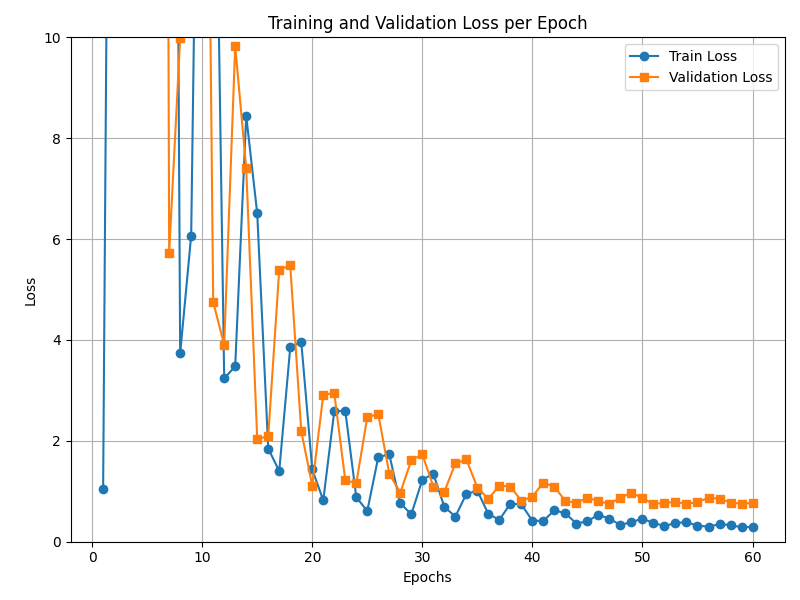 Training and Validation Loss per Epoch
Train Loss
Validation Loss
Loss
10
8
6
4
2
0
0 10 20 30 40 50 60
Epochs